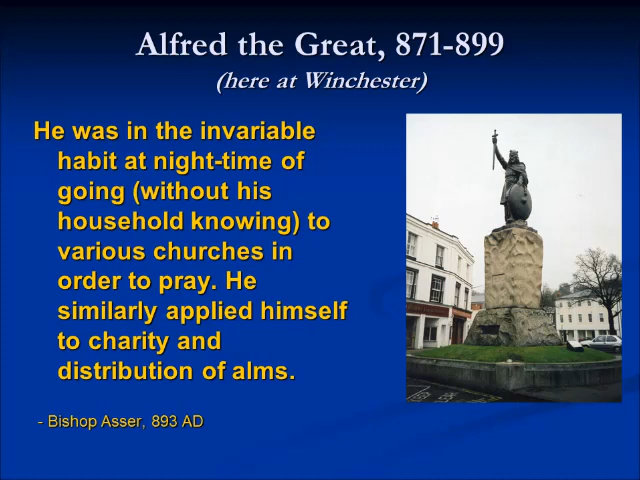 Alfred the Great, 871-899
(here at Winchester)
He was in the invariable
habit at night-time of
going (without his
household knowing) to
various churches in
order to pray. He
similarly applied himself
to charity and
distribution of alms.
- Bishop Asser, 893 AD